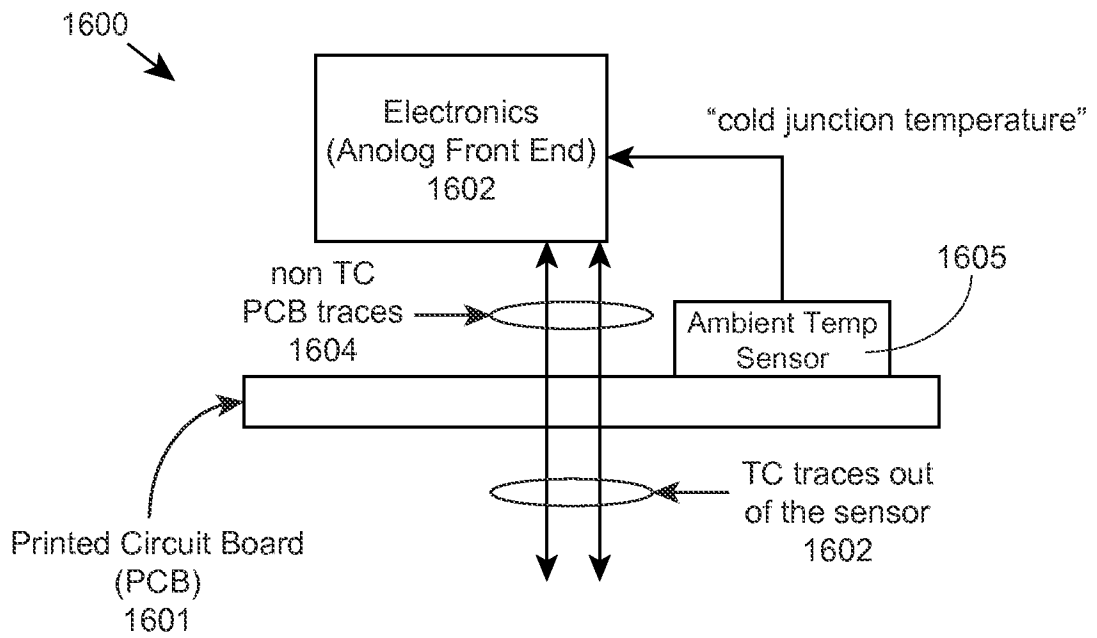 1600
Electronics
(Anolog Front End)
1602
“cold junction temperature”
non TC
PCB traces
1604
1605
Ambient Temp
Sensor
TC traces out
of the sensor
1602
Printed Circuit Board
(PCB)
1601